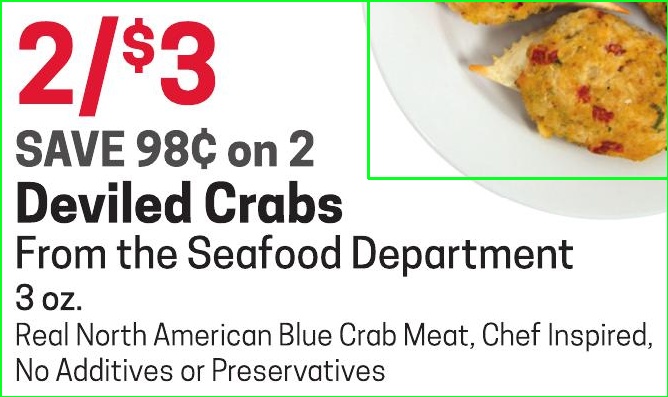 2/$3
SAVE 98¢ on 2
Deviled Crabs
From the Seafood Department
3 oz.
Real North American Blue Crab Meat, Chef Inspired,
No Additives or Preservatives